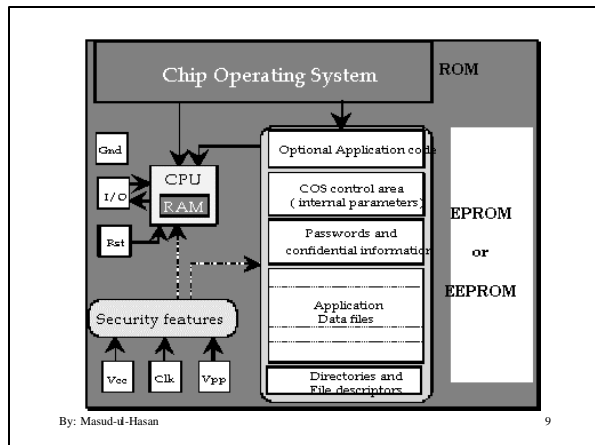 Chip Operating System
ROM
Gnd
I/O
Rst
CPU
RAM
Optional Application code
COS control area
( internal parameters)
Passwords and
confidential information
Application
Data files
Directories and
File descriptors
EPROM
or
EEPROM
Security features
Vcc
Clk
Vpp
By: Masud-ul-Hasan
9